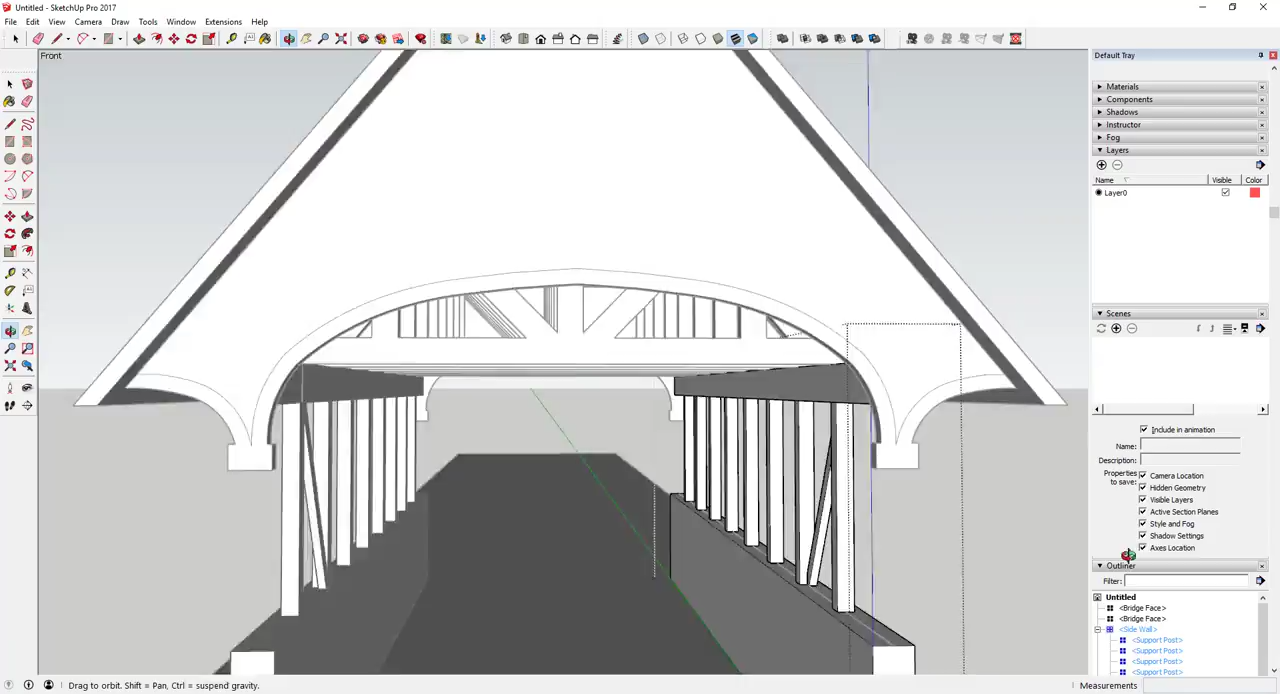 Untitled - SketchUp Pro 2017
File Edit View Camera Draw Tools Window Extensions Help
Front
Default Tray
Materials
Components
Shadows
Instructor
Fog
Layers
Name Visible Color
Layer0
Scenes
Include in animation
Name:
Description:
Properties to save:
Camera Location
Hidden Geometry
Visible Layers
Active Section Planes
Style and Fog
Shadow Settings
Axes Location
Outliner
Filter:
Untitled
<Bridge Face>
<Bridge Face>
<Side Wall>
<Support Post>
<Support Post>
<Support Post>
<Support Post>
Drag to orbit. Shift = Pan, Ctrl = suspend gravity.
Measurements